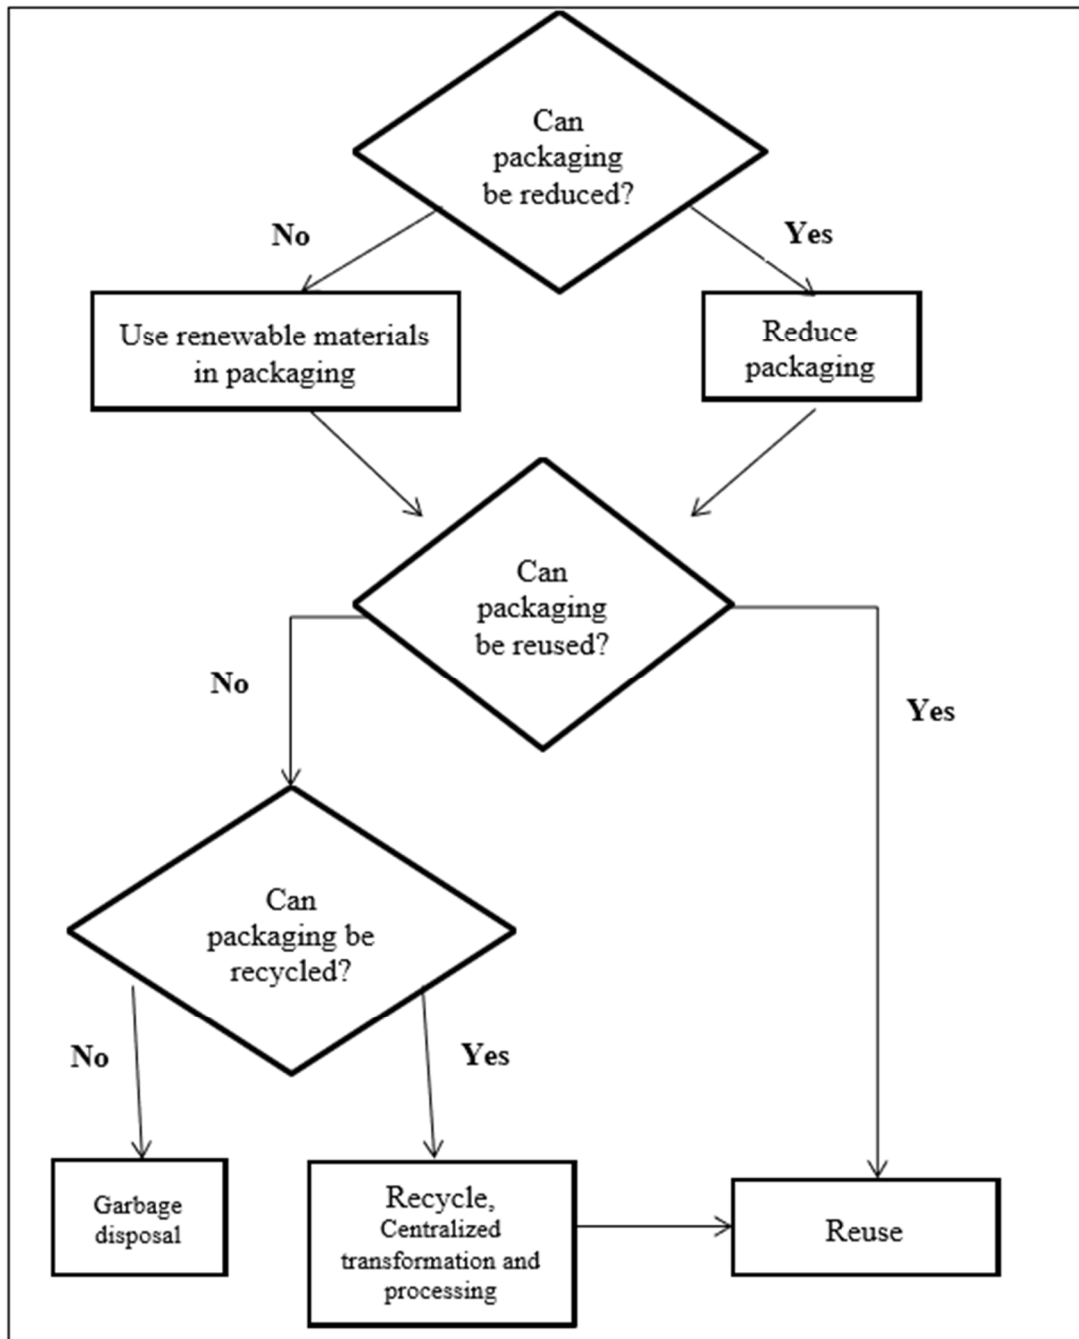 Can
packaging
be reduced?
No
Yes
Use renewable materials
in packaging
Reduce
packaging
Can
packaging
be reused?
No
Yes
Can
packaging be
recycled?
No
Yes
Garbage
disposal
Recycle,
Centralized
transformation and
processing
Reuse